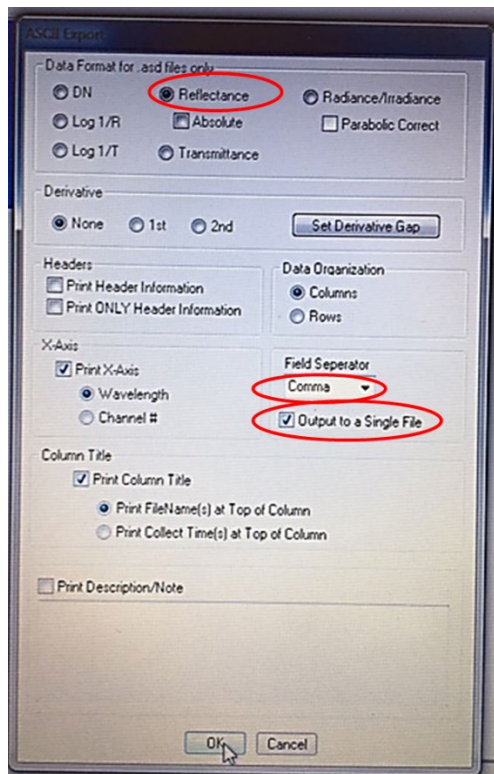 ASCII Export
Data Format for .asd files only
DN Reflectance Radiance/Irradiance
Log 1/R Absolute Parabolic Correct
Log 1/T Transmittance
Derivative
None 1st 2nd Set Derivative Gap
Headers
Print Header Information
Print ONLY Header Information
Data Organization
Columns
Rows
X-Axis
Print X-Axis
Wavelength
Channel #
Field Seperator
Comma
Output to a Single File
Column Title
Print Column Title
Print FileName(s) at Top of Column
Print Collect Time(s) at Top of Column
Print Description/Note
OK Cancel